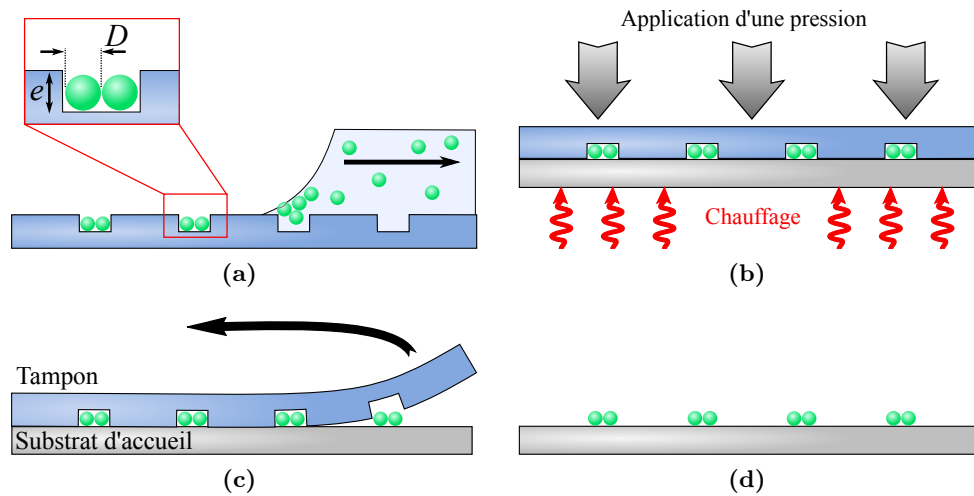 D
e
(a)
Application d'une pression
Chauffage
(b)
Tampon
Substrat d'accueil
(c)
(d)